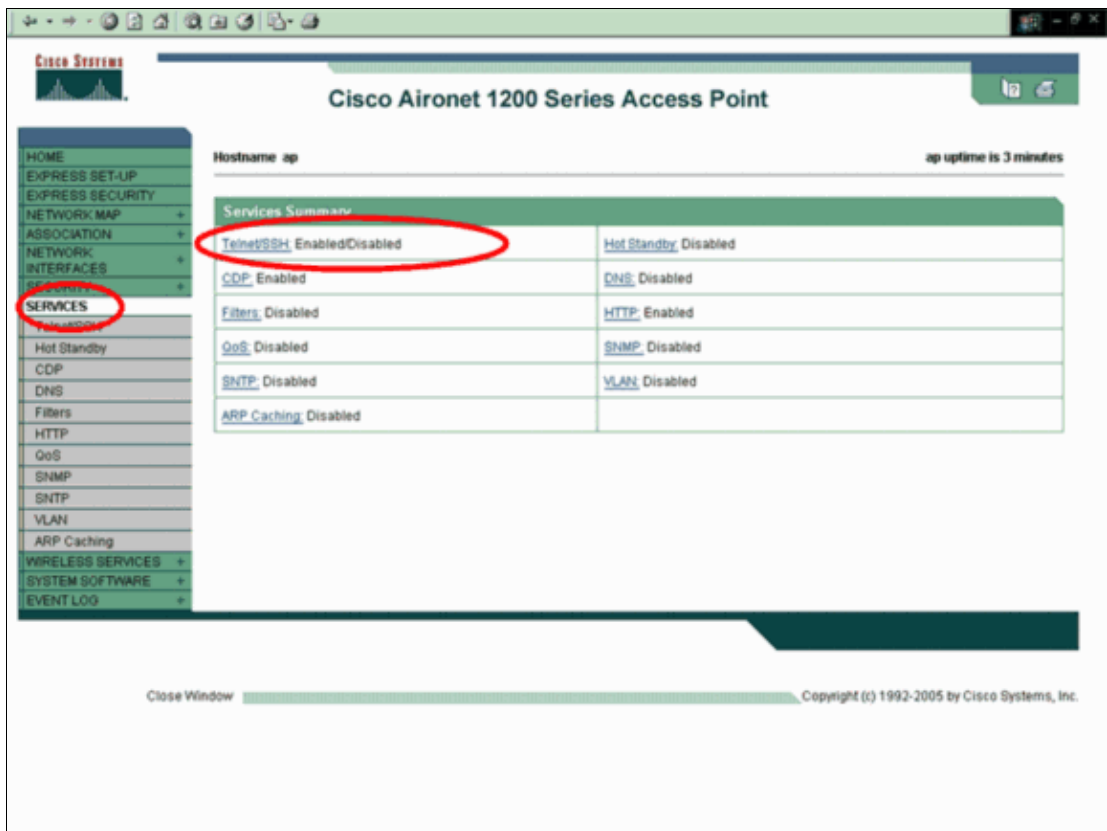 CISCO SYSTEMS
Cisco Aironet 1200 Series Access Point
HOME
EXPRESS SET-UP
EXPRESS SECURITY
NETWORK MAP +
ASSOCIATION +
NETWORK
INTERFACES +
SECURITY +
SERVICES
Telnet/SSH
Hot Standby
CDP
DNS
Filters
HTTP
QoS
SNMP
SNTP
VLAN
ARP Caching
WIRELESS SERVICES +
SYSTEM SOFTWARE +
EVENT LOG +
Hostname ap
ap uptime is 3 minutes
Services Summary
Telnet/SSH: Enabled/Disabled
Hot Standby: Disabled
CDP: Enabled
DNS: Disabled
Filters: Disabled
HTTP: Enabled
QoS: Disabled
SNMP: Disabled
SNTP: Disabled
VLAN: Disabled
ARP Caching: Disabled
Close Window
Copyright (c) 1992-2005 by Cisco Systems, Inc.